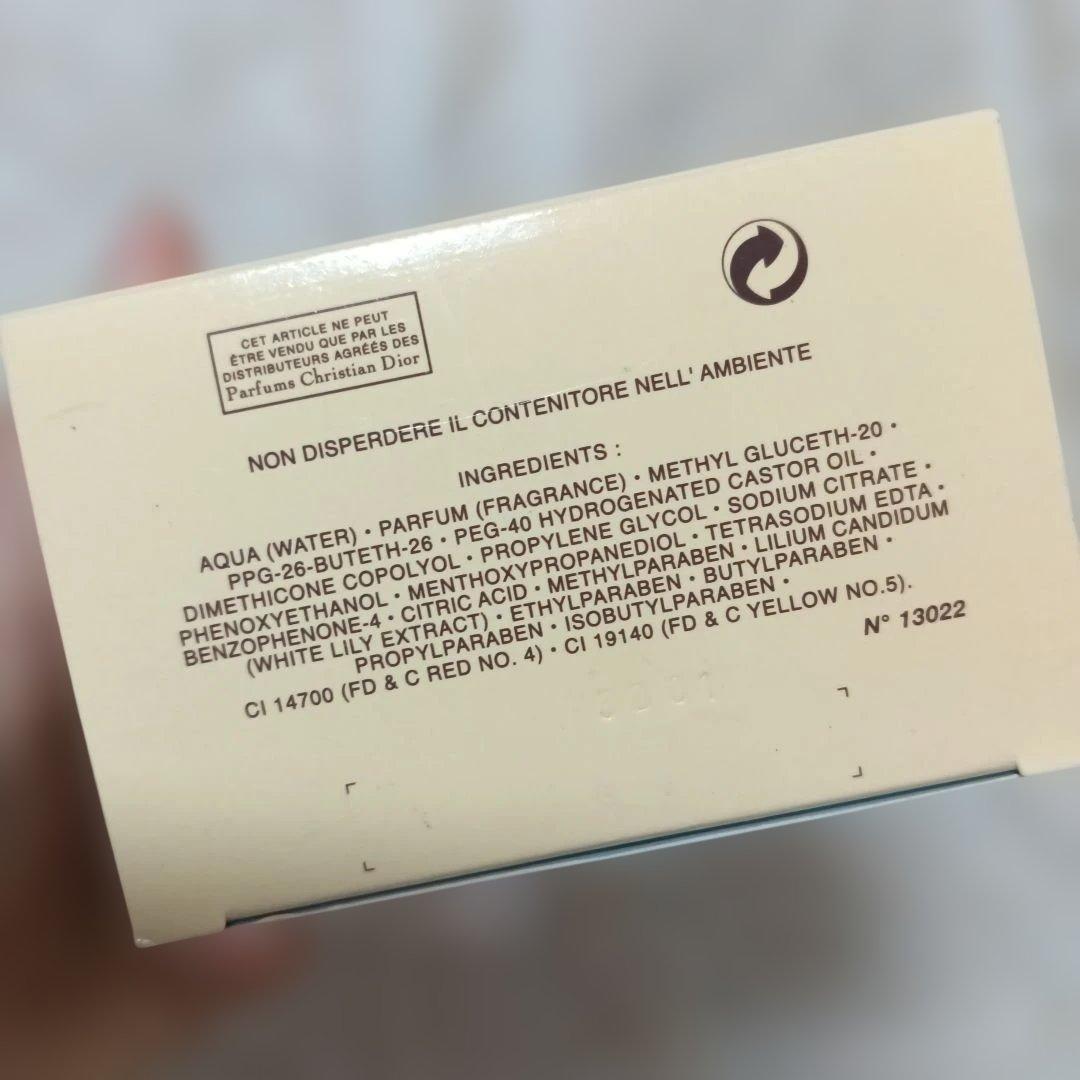 CET ARTICLE NE PEUT
ÊTRE VENDU QUE PAR LES
DISTRIBUTEURS AGRÉÉS DES
Parfums Christian Dior
NON DISPERDERE IL CONTENITORE NELL' AMBIENTE
INGREDIENTS :
AQUA (WATER) • PARFUM (FRAGRANCE) • METHYL GLUCETH-20 •
PPG-26-BUTETH-26 • PEG-40 HYDROGENATED CASTOR OIL •
DIMETHICONE COPOLYOL • PROPYLENE GLYCOL • SODIUM CITRATE •
PHENOXYETHANOL • MENTHOXYPROPANEDIOL • TETRASODIUM EDTA •
BENZOPHENONE-4 • CITRIC ACID • METHYLPARABEN • LILIUM CANDIDUM
(WHITE LILY EXTRACT) • ETHYLPARABEN • BUTYLPARABEN •
PROPYLPARABEN • ISOBUTYLPARABEN •
CI 14700 (FD & C RED NO. 4) • CI 19140 (FD & C YELLOW NO.5).
N° 13022